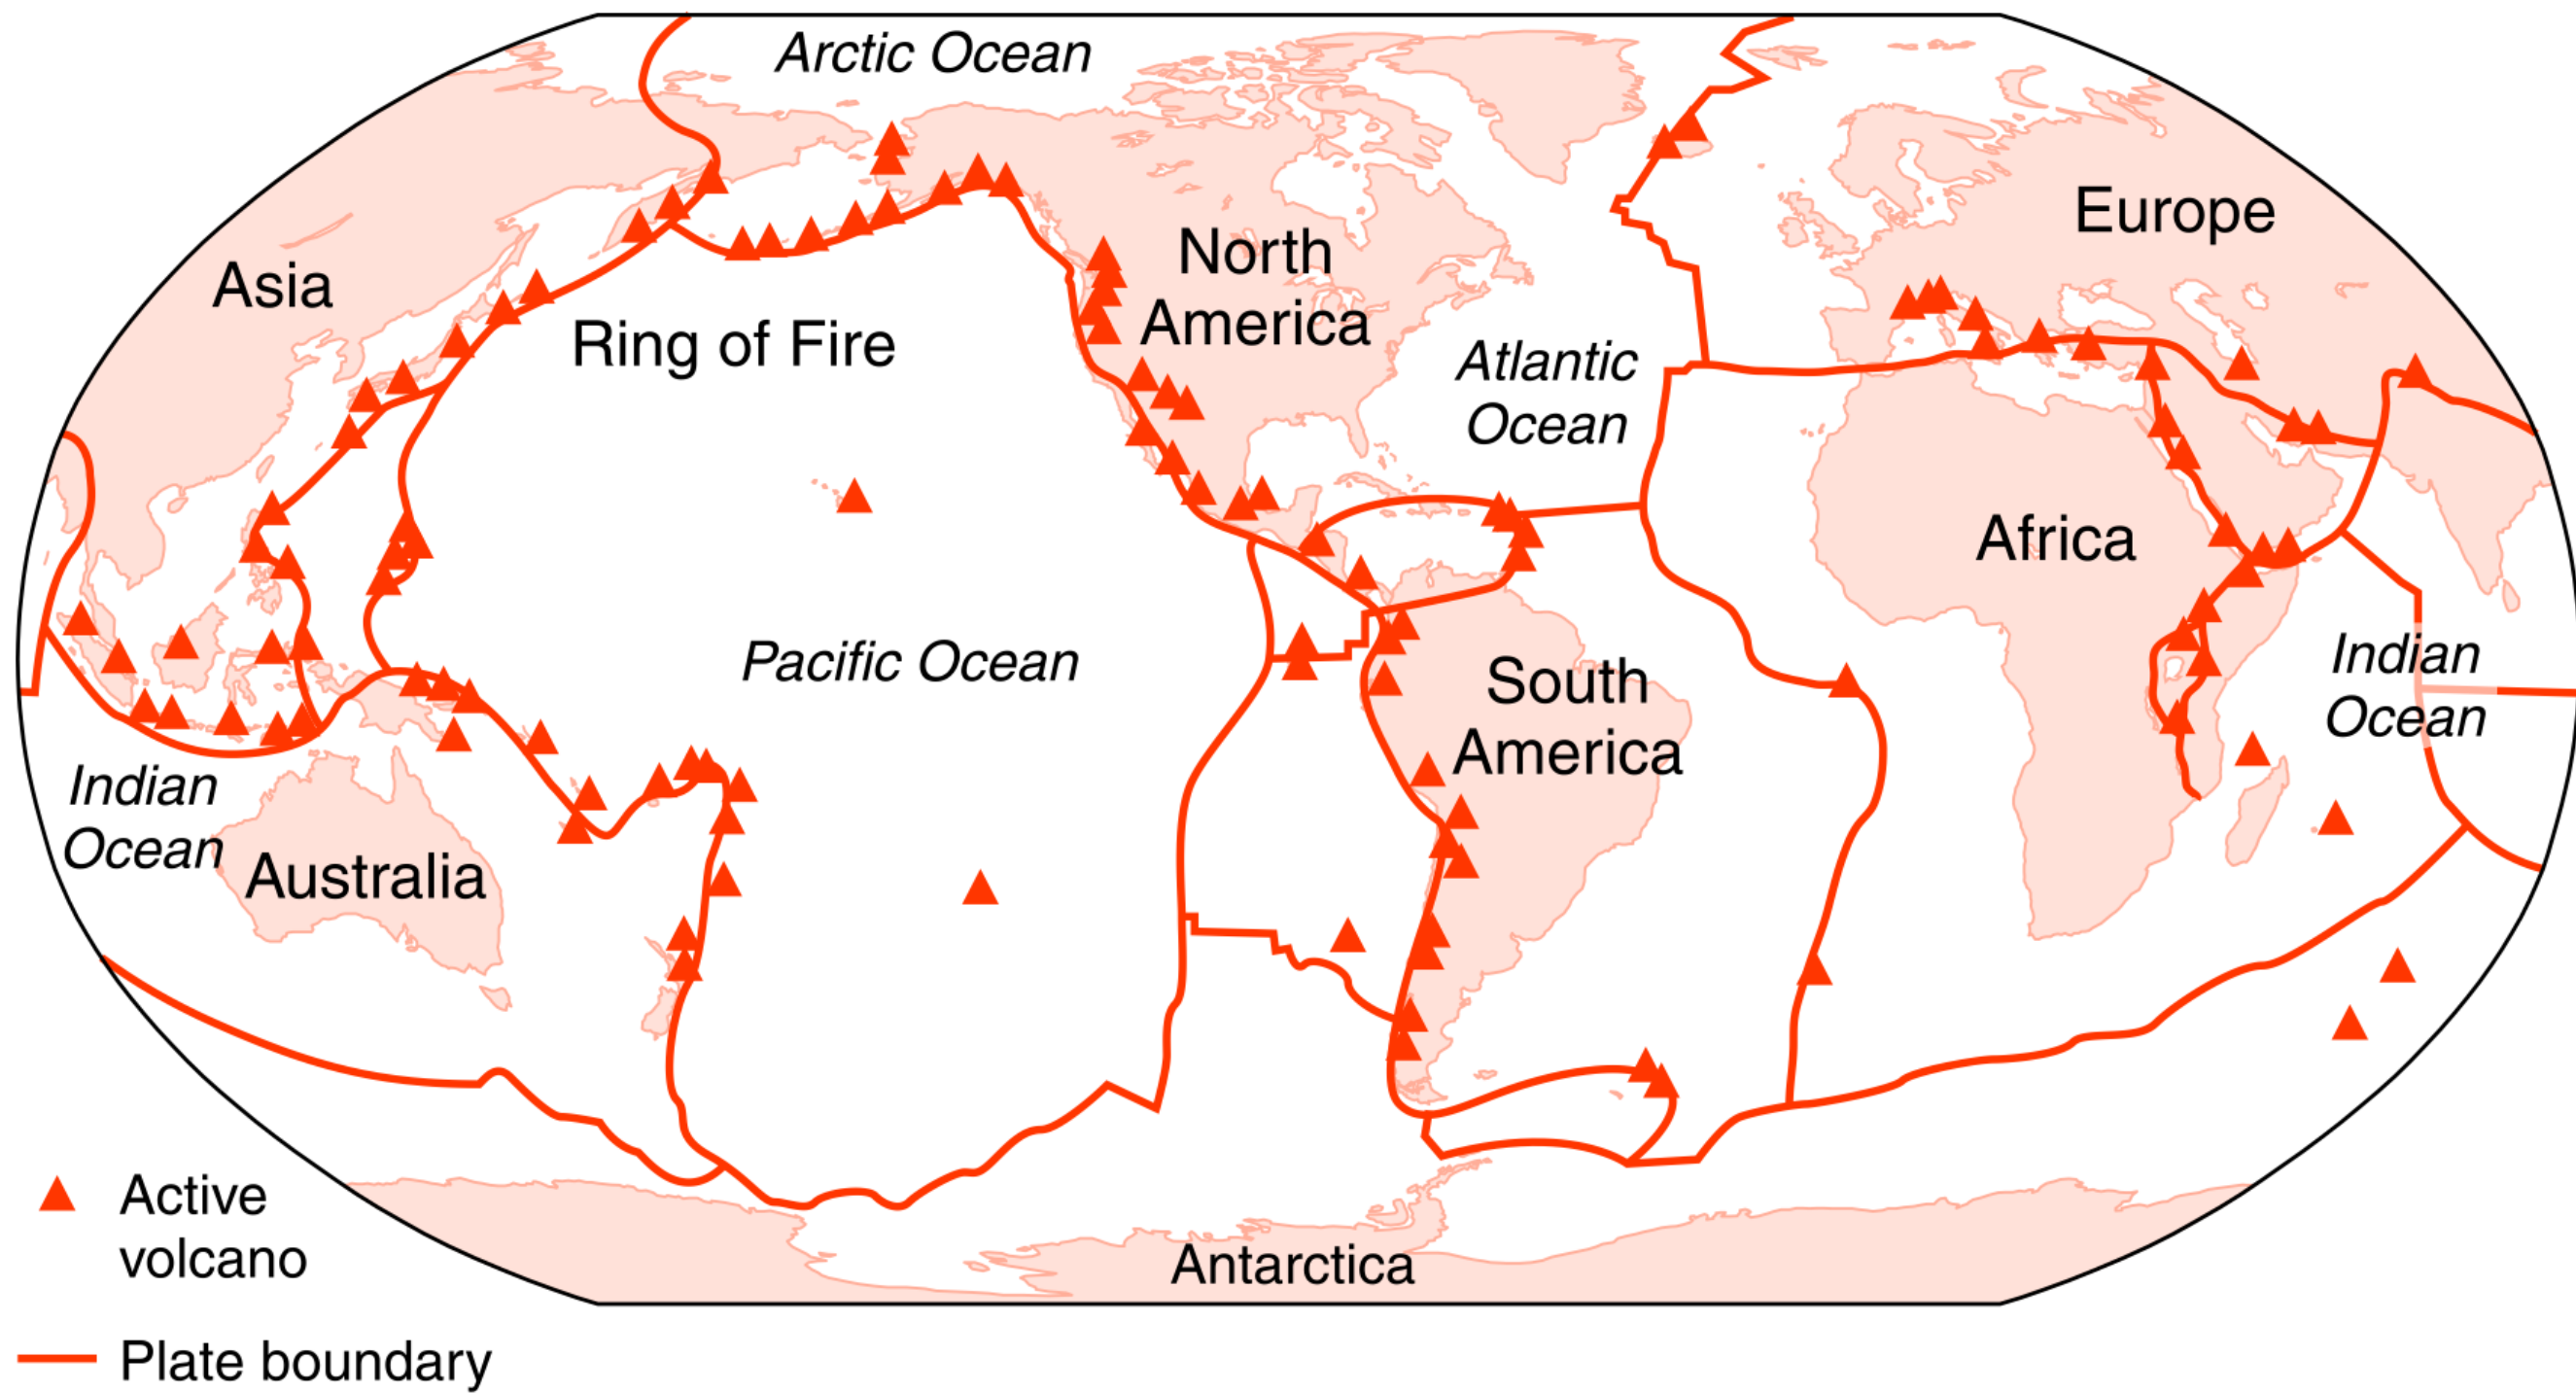 Arctic Ocean
Europe
North
America
Asia
Ring of Fire
Atlantic
Ocean
Africa
Pacific Ocean
South
America
Indian
Ocean
Indian
Ocean
Australia
Antarctica
Active
volcano
Plate boundary